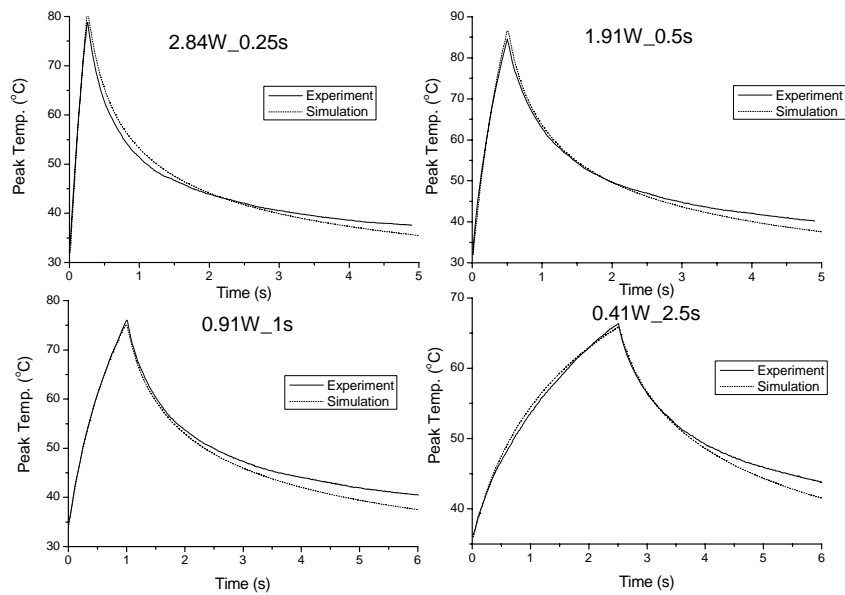 2.84W_0.25s
Experiment
Simulation
Peak Temp. (°C)
80
70
60
50
40
30
0 1 2 3 4 5
Time (s)
1.91W_0.5s
Experiment
Simulation
Peak Temp. (°C)
90
80
70
60
50
40
30
0 1 2 3 4 5
Time (s)
0.91W_1s
Experiment
Simulation
Peak Temp. (°C)
80
70
60
50
40
30
0 1 2 3 4 5 6
Time (s)
0.41W_2.5s
Experiment
Simulation
Peak Temp. (°C)
70
60
50
40
0 1 2 3 4 5 6
Time (s)